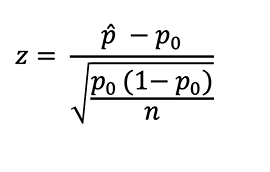 z = (p̂ − p₀) / √(p₀ (1− p₀) / n)